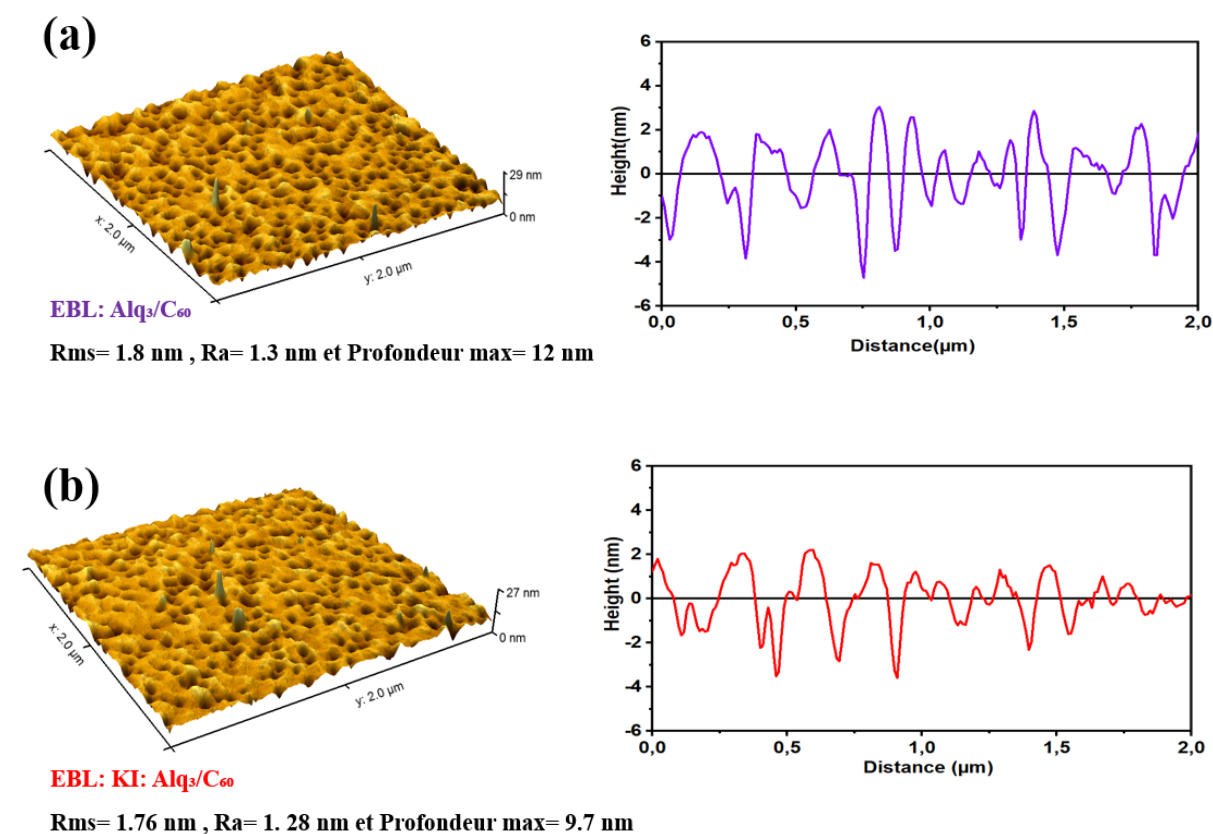 (a)
29 nm
0 nm
x: 2.0 µm
y: 2.0 µm
EBL: Alq₃/C₆₀
Rms= 1.8 nm , Ra= 1.3 nm et Profondeur max= 12 nm
Height(nm)
6
4
2
0
-2
-4
-6
0,0
0,5
1,0
1,5
2,0
Distance(µm)
(b)
27 nm
0 nm
x: 2.0 µm
y: 2.0 µm
EBL: KI: Alq₃/C₆₀
Rms= 1.76 nm , Ra= 1. 28 nm et Profondeur max= 9.7 nm
Height (nm)
6
4
2
0
-2
-4
-6
0,0
0,5
1,0
1,5
2,0
Distance (µm)